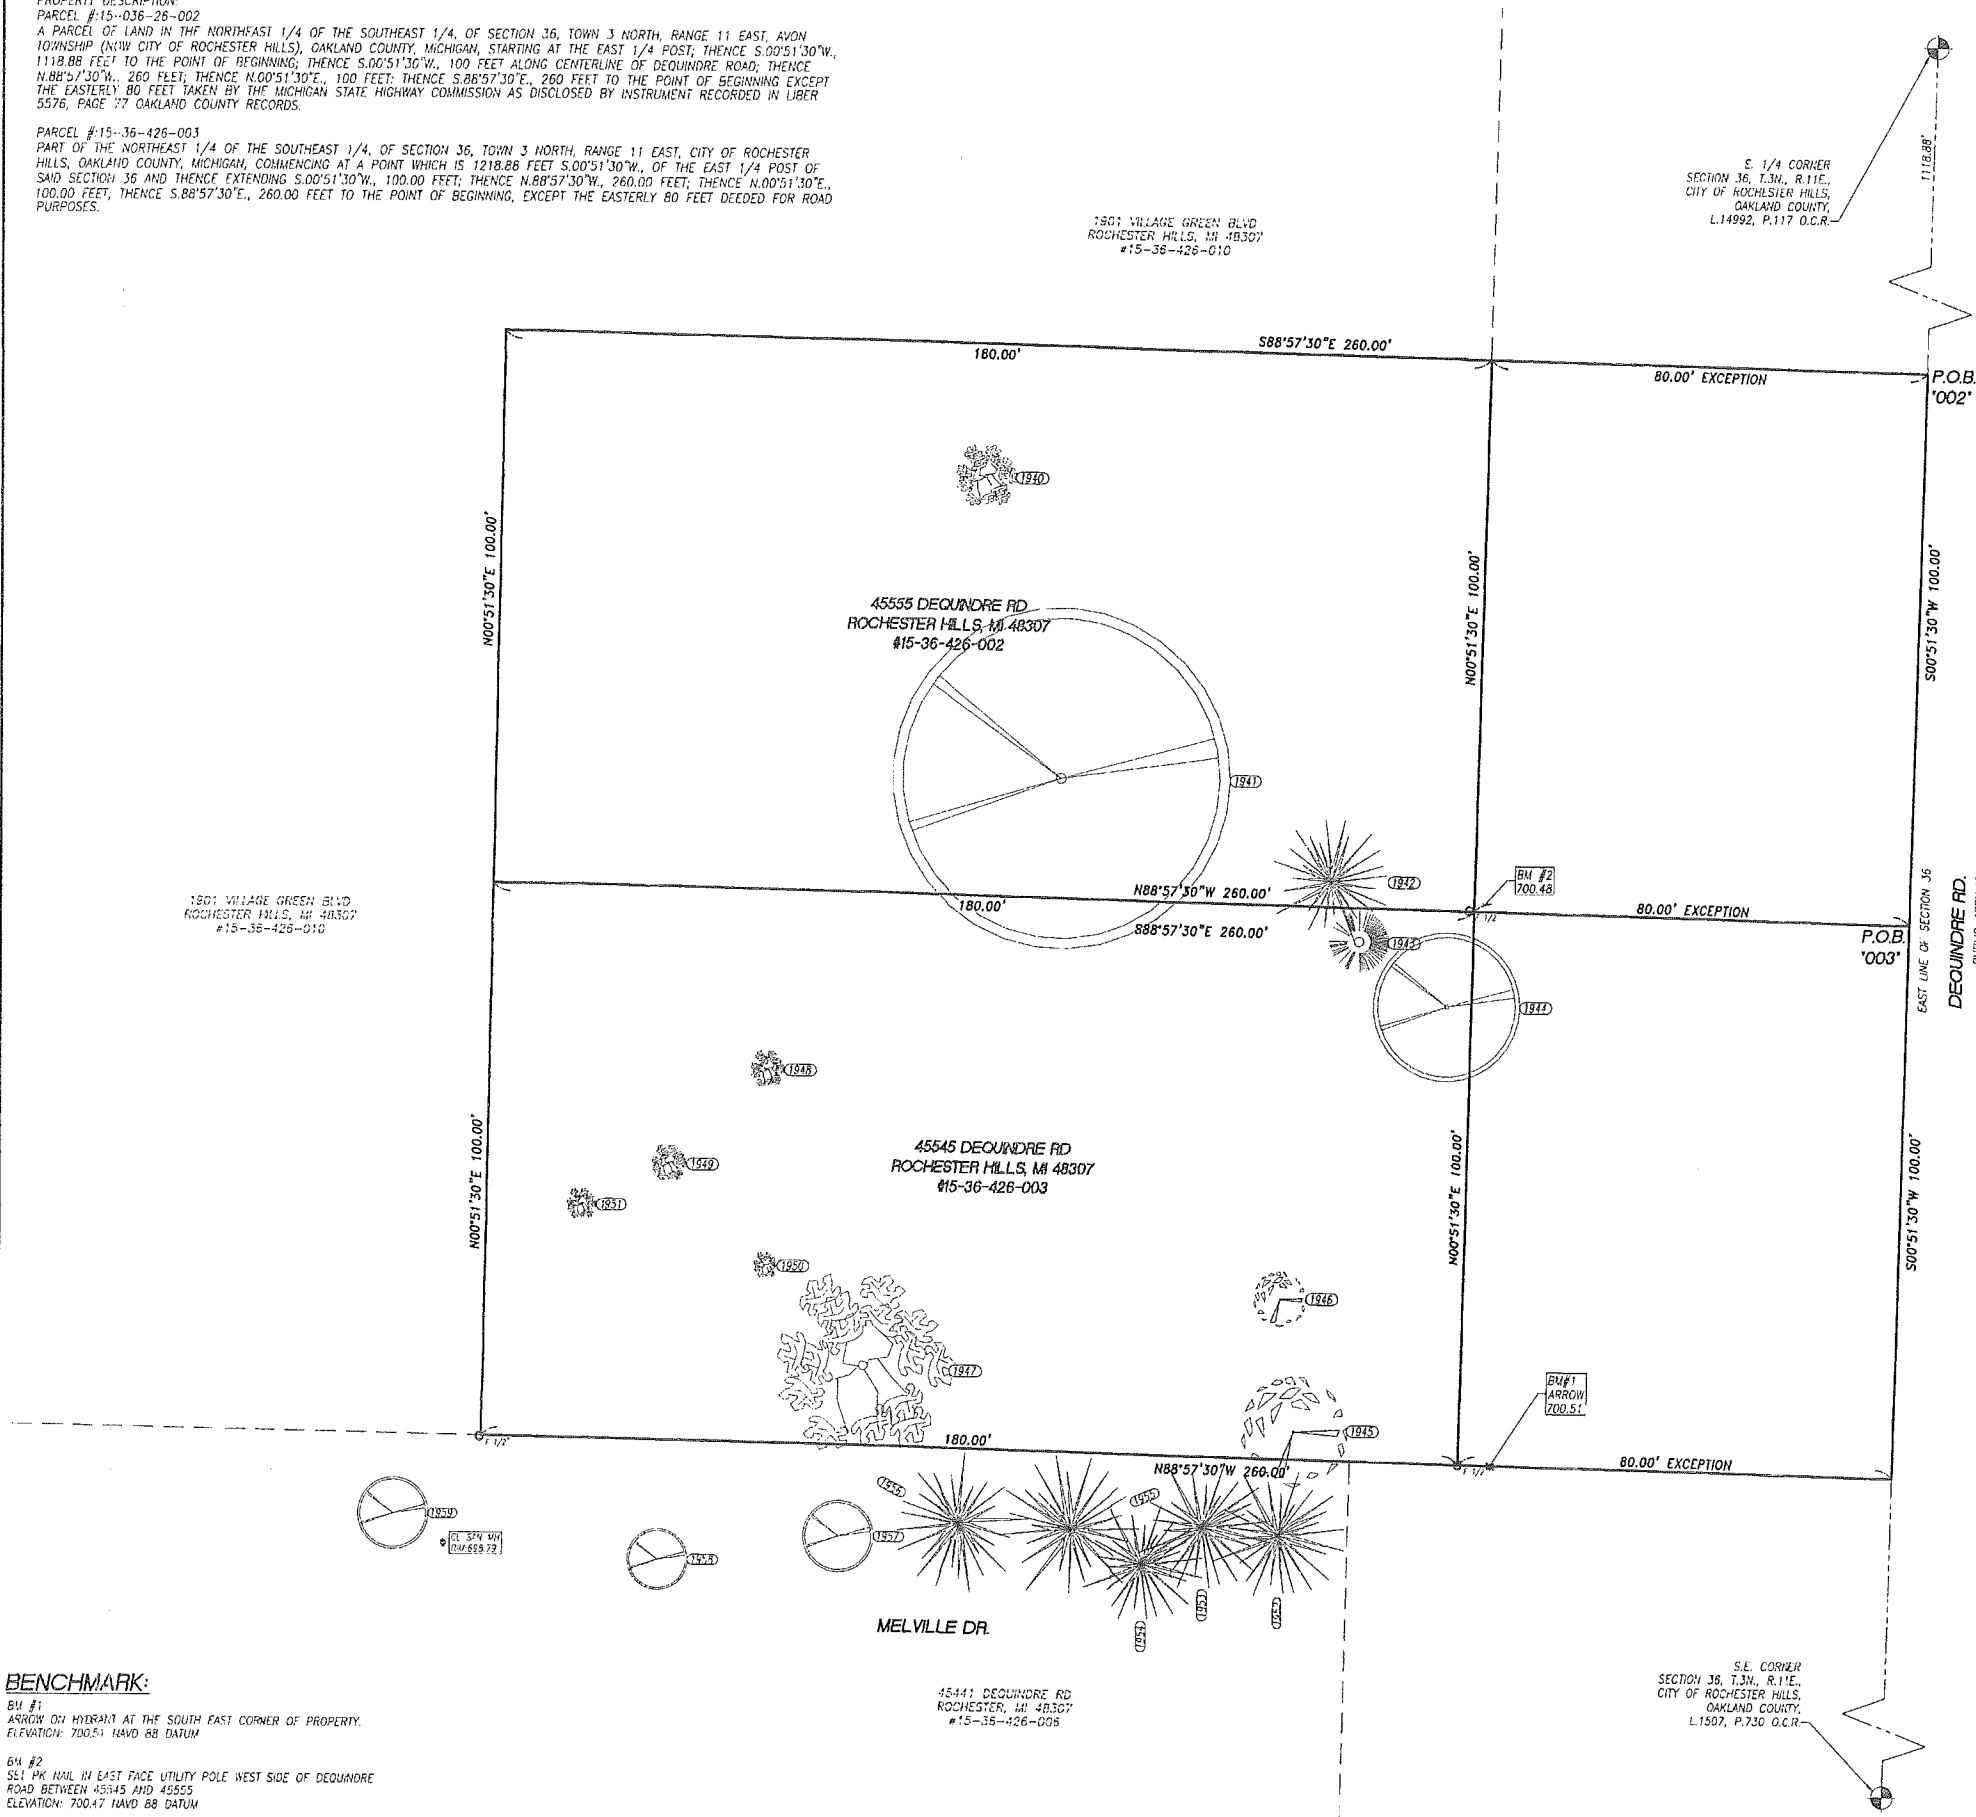 PROPERTY DESCRIPTION:
PARCEL #:15--036-26-002
A PARCEL OF LAND IN THE NORTHEAST 1/4 OF THE SOUTHEAST 1/4, OF SECTION 36, TOWN 3 NORTH, RANGE 11 EAST, AVON
TOWNSHIP (NOW CITY OF ROCHESTER HILLS), OAKLAND COUNTY, MICHIGAN, STARTING AT THE EAST 1/4 POST; THENCE S.00°51'30"W.,
1118.88 FEET TO THE POINT OF BEGINNING; THENCE S.00°51'30"W., 100 FEET ALONG CENTERLINE OF DEQUINDRE ROAD; THENCE
N.88°57'30"W.. 260 FEET; THENCE N.00°51'30"E., 100 FEET; THENCE S.88°57'30"E., 260 FEET TO THE POINT OF BEGINNING EXCEPT
THE EASTERLY 80 FEET TAKEN BY THE MICHIGAN STATE HIGHWAY COMMISSION AS DISCLOSED BY INSTRUMENT RECORDED IN LIBER
5576, PAGE 77 OAKLAND COUNTY RECORDS.
PARCEL #:15--36-426-003
PART OF THE NORTHEAST 1/4 OF THE SOUTHEAST 1/4, OF SECTION 36, TOWN 3 NORTH, RANGE 11 EAST, CITY OF ROCHESTER
HILLS, OAKLAND COUNTY, MICHIGAN, COMMENCING AT A POINT WHICH IS 1218.88 FEET S.00°51'30"W., OF THE EAST 1/4 POST OF
SAID SECTION 36 AND THENCE EXTENDING S.00°51'30"W., 100.00 FEET; THENCE N.88°57'30"W., 260.00 FEET; THENCE N.00°51'30"E.,
100.00 FEET, THENCE S.88°57'30"E., 260.00 FEET TO THE POINT OF BEGINNING, EXCEPT THE EASTERLY 80 FEET DEEDED FOR ROAD
PURPOSES.
E. 1/4 CORNER
SECTION 36, T.3N., R.11E.,
CITY OF ROCHESTER HILLS,
OAKLAND COUNTY,
L.14992, P.117 O.C.R.
1118.88'
1901 VILLAGE GREEN BLVD
ROCHESTER HILLS, MI 48307
#15-36-426-010
S88°57'30"E 260.00'
180.00'
80.00' EXCEPTION
P.O.B.
"002"
1940
N00°51'30"E 100.00'
N00°51'30"E 100.00'
S00°51'30"W 100.00'
45555 DEQUINDRE RD
ROCHESTER HILLS, MI 48307
#15-36-426-002
1941
1942
BM #2
700.48
1901 VILLAGE GREEN BLVD
ROCHESTER HILLS, MI 48307
#15-36-426-010
N88°57'30"W 260.00'
180.00'
F 1/2"
80.00' EXCEPTION
S88°57'30"E 260.00'
1943
P.O.B.
"003"
EAST LINE OF SECTION 36
DEQUINDRE RD.
1944
1948
45545 DEQUINDRE RD
ROCHESTER HILLS, MI 48307
#15-36-426-003
1949
1951
N00°51'30"E 100.00'
N00°51'30"E 100.00'
S00°51'30"W 100.00'
1950
1946
1947
BM#1
ARROW
700.51
1945
F 1/2"
180.00'
N88°57'30"W 260.00'
F 1/2"
80.00' EXCEPTION
1956
1955
1959
1957
1958
1953
1952
1954
MELVILLE DR.
45441 DEQUINDRE RD
ROCHESTER, MI 48307
#15-36-426-006
S.E. CORNER
SECTION 36, T.3N., R.11E.,
CITY OF ROCHESTER HILLS,
OAKLAND COUNTY,
L.1507, P.730 O.C.R.
BENCHMARK:
BM #1
ARROW ON HYDRANT AT THE SOUTH EAST CORNER OF PROPERTY.
ELEVATION: 700.51 NAVD 88 DATUM
BM #2
SET PK NAIL IN EAST FACE UTILITY POLE WEST SIDE OF DEQUINDRE
ROAD BETWEEN 45545 AND 45555
ELEVATION: 700.47 NAVD 88 DATUM